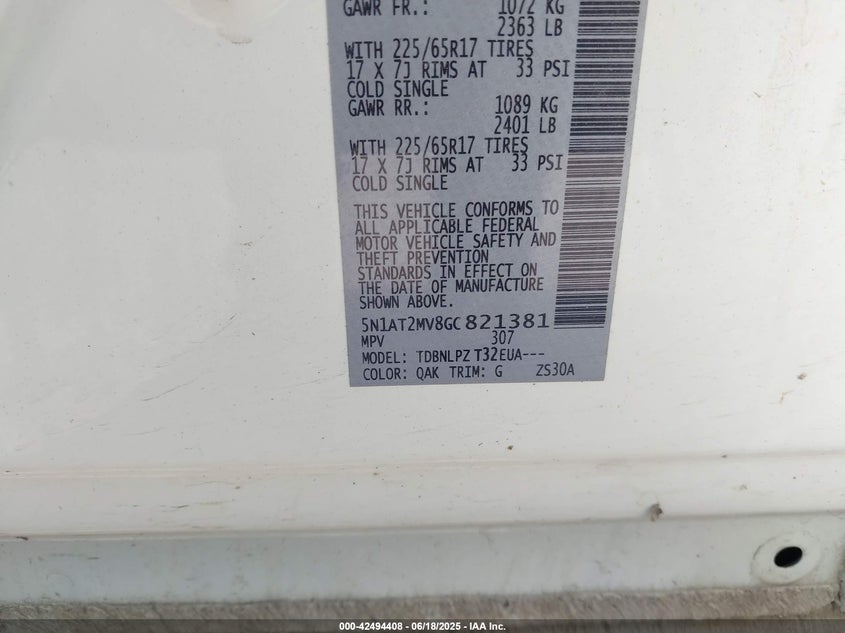 GAWR FR.: 1072 KG
2363 LB
WITH 225/65R17 TIRES
17 X 7J RIMS AT 33 PSI
COLD SINGLE
GAWR RR.: 1089 KG
2401 LB
WITH 225/65R17 TIRES
17 X 7J RIMS AT 33 PSI
COLD SINGLE
THIS VEHICLE CONFORMS TO
ALL APPLICABLE FEDERAL
MOTOR VEHICLE SAFETY AND
THEFT PREVENTION
STANDARDS IN EFFECT ON
THE DATE OF MANUFACTURE
SHOWN ABOVE.
5N1AT2MV8GC821381
MPV 307
MODEL: TDBNLPZ T32EUA---
COLOR: QAK TRIM: G ZS30A
000-42494408 - 06/18/2025 - IAA Inc.